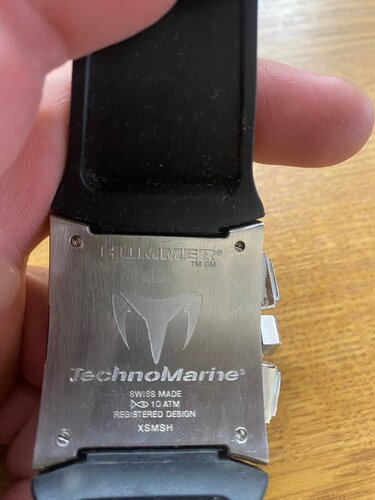 HUMMER®
TM GM
TechnoMarine®
SWISS MADE
10 ATM
REGISTERED DESIGN
XSMSH